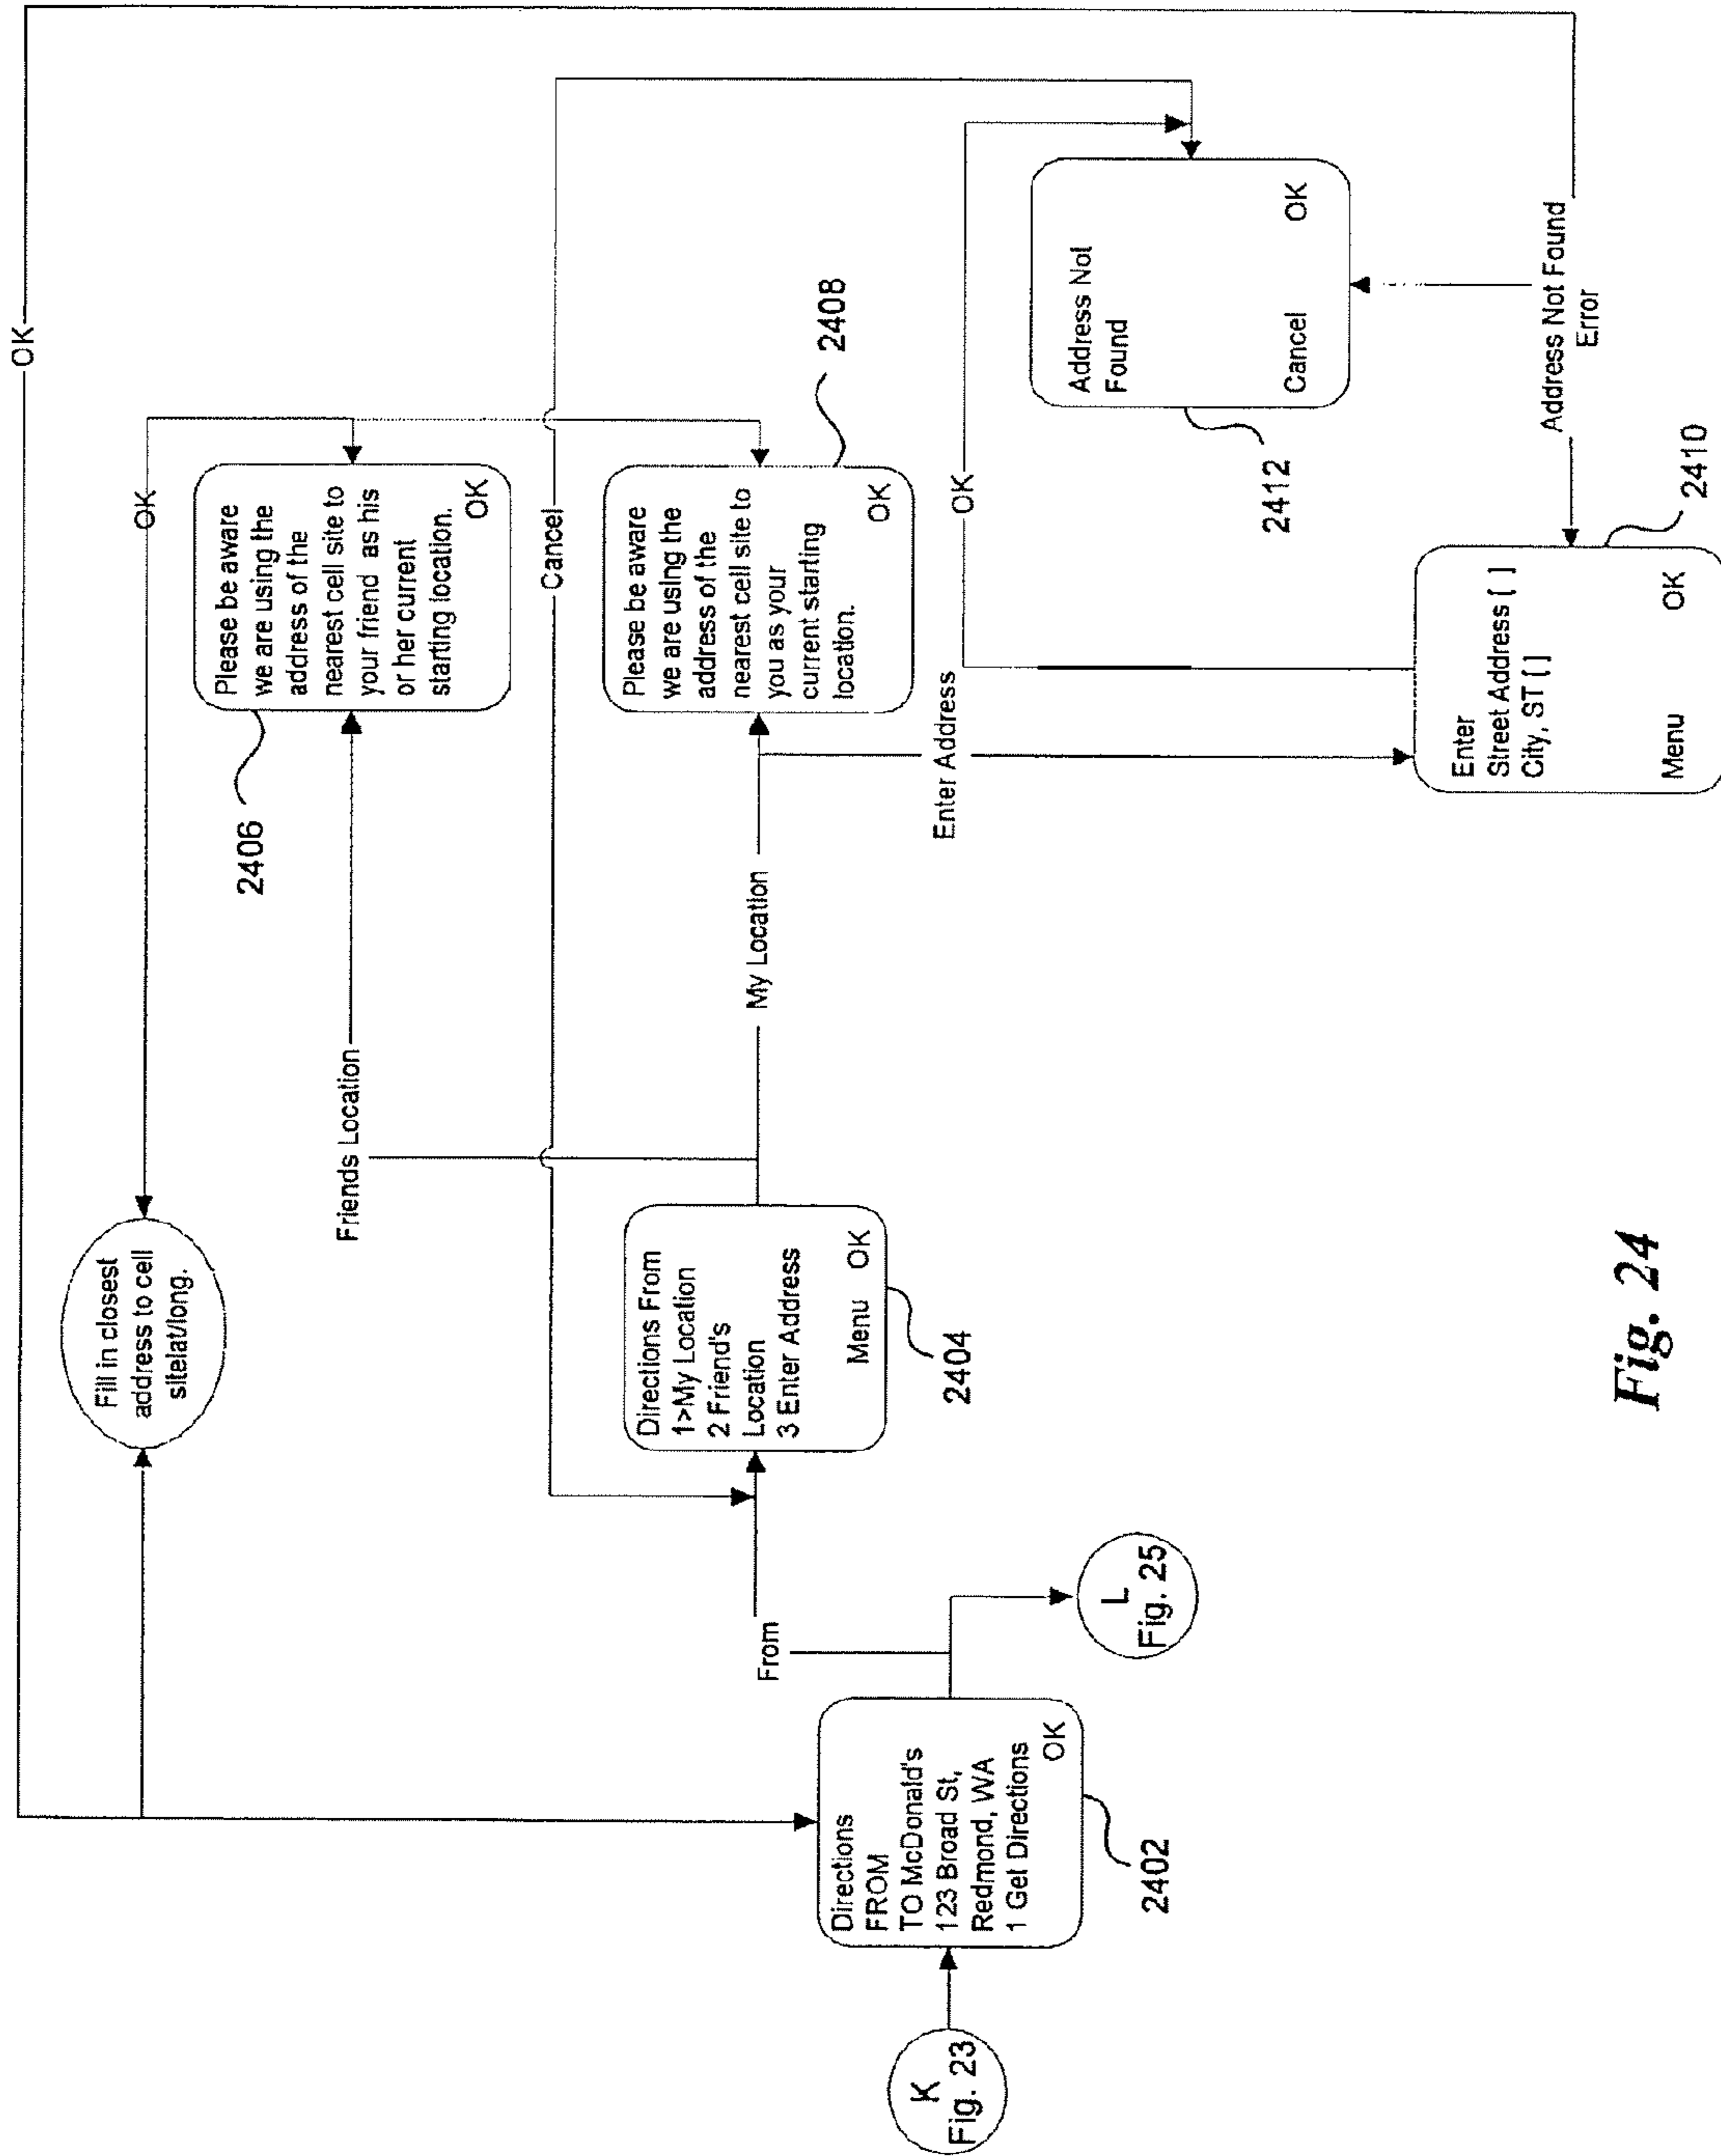 OK
Fill in closest
address to cell
sitelat/long.
OK
Please be aware
we are using the
address of the
nearest cell site to
your friend as his
or her current
starting location.
OK
2406
Friends Location
Cancel
Please be aware
we are using the
address of the
nearest cell site to
you as your
current starting
location.
OK
2408
My Location
Directions From
1>My Location
2 Friend's
Location
3 Enter Address
Menu OK
2404
From
Directions
FROM
TO McDonald's
123 Broad St,
Redmond, WA
1 Get Directions
OK
2402
K
Fig. 23
L
Fig. 25
Enter Address
OK
Address Not
Found
Cancel OK
2412
Address Not Found
Error
Enter
Street Address [ ]
City, ST [ ]
Menu OK
2410
Fig. 24